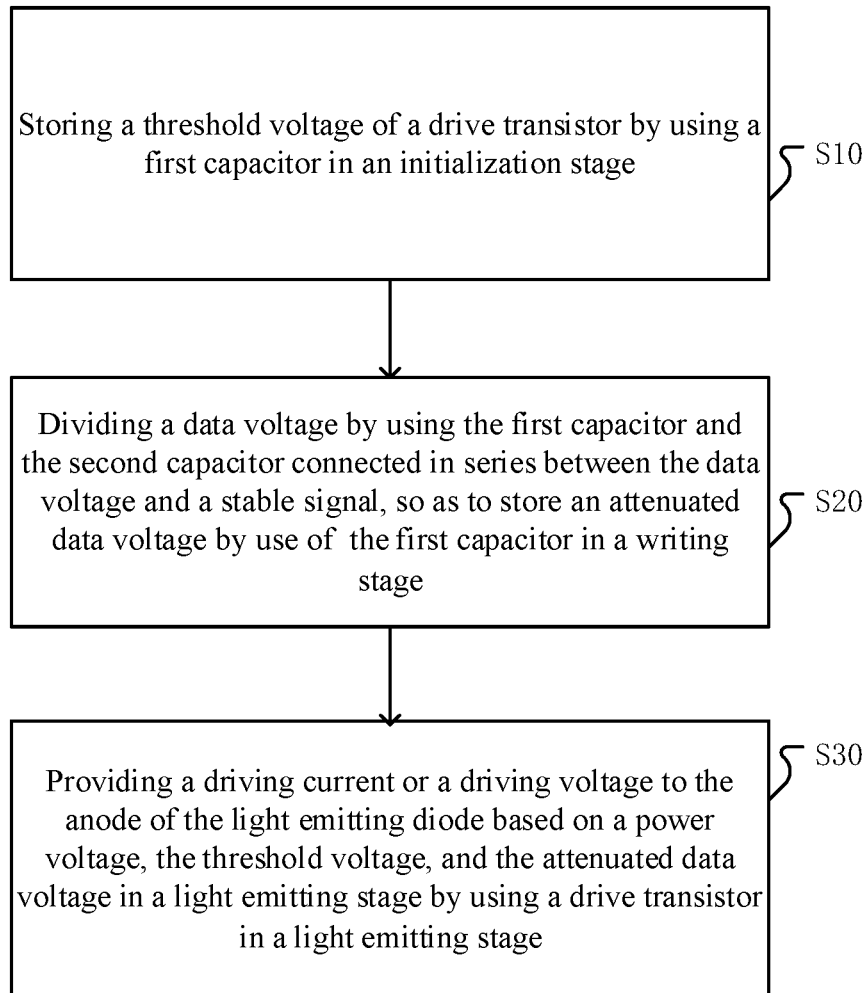 Storing a threshold voltage of a drive transistor by using a
first capacitor in an initialization stage
S10
Dividing a data voltage by using the first capacitor and
the second capacitor connected in series between the data
voltage and a stable signal, so as to store an attenuated
data voltage by use of the first capacitor in a writing
stage
S20
Providing a driving current or a driving voltage to the
anode of the light emitting diode based on a power
voltage, the threshold voltage, and the attenuated data
voltage in a light emitting stage by using a drive transistor
in a light emitting stage
S30